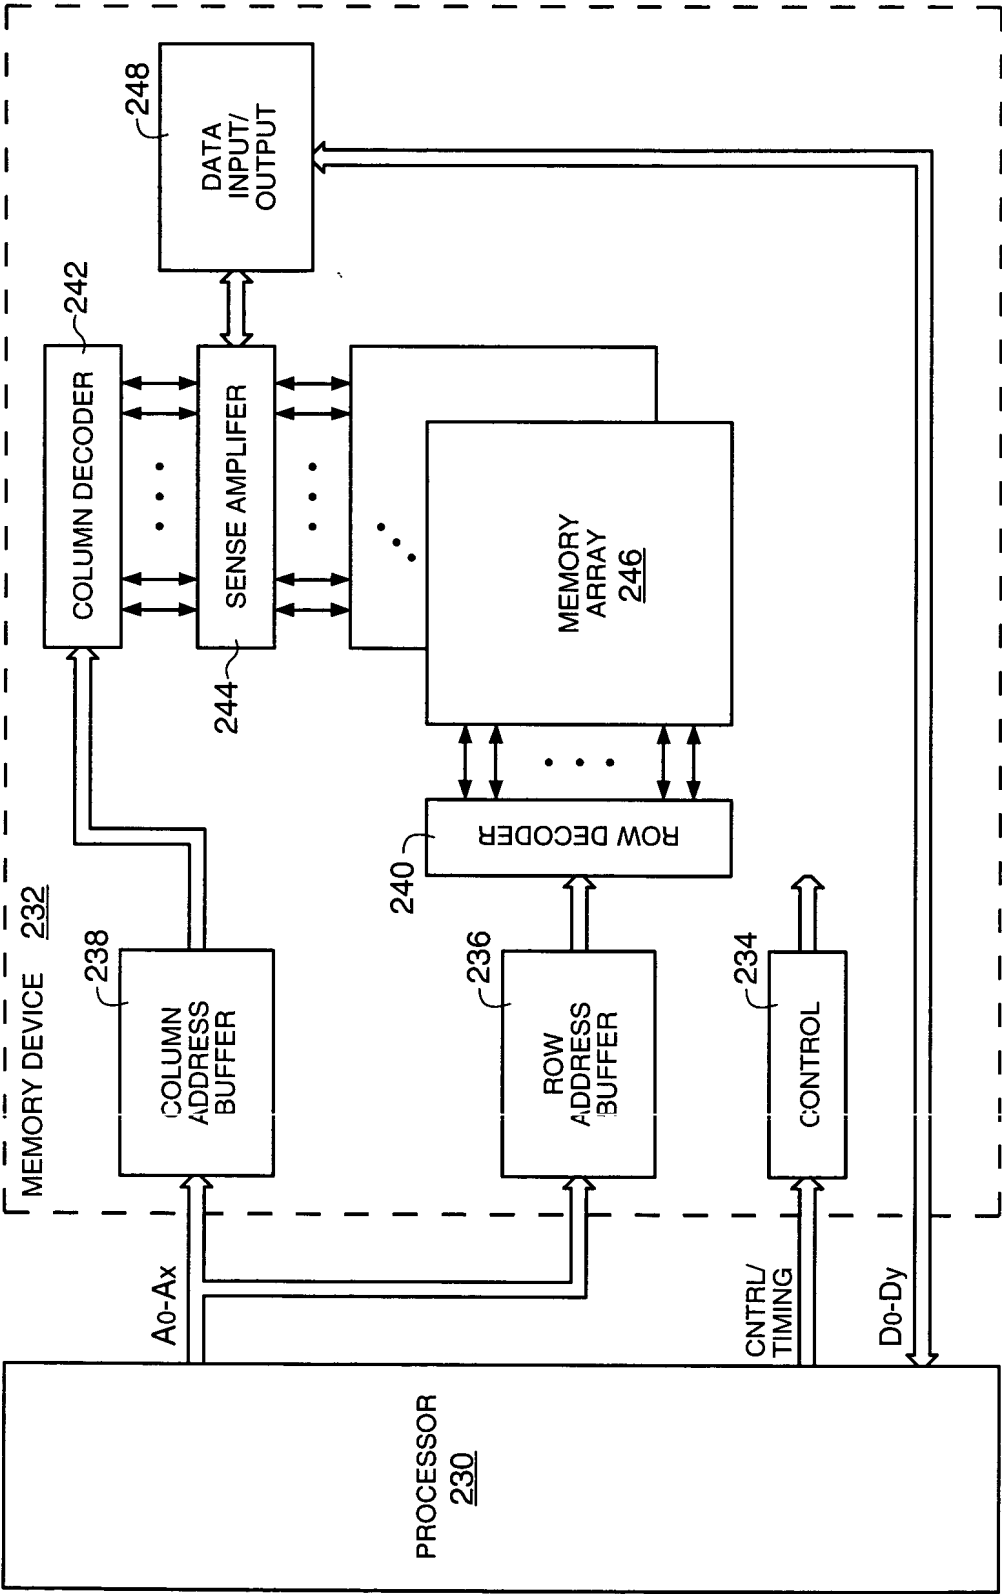 MEMORY DEVICE 232
PROCESSOR
230
A0-Ax
CNTRL/
TIMING
D0-Dy
238
COLUMN
ADDRESS
BUFFER
236
ROW
ADDRESS
BUFFER
234
CONTROL
240
ROW DECODER
COLUMN DECODER
242
SENSE AMPLIFER
244
MEMORY
ARRAY
246
248
DATA
INPUT/
OUTPUT